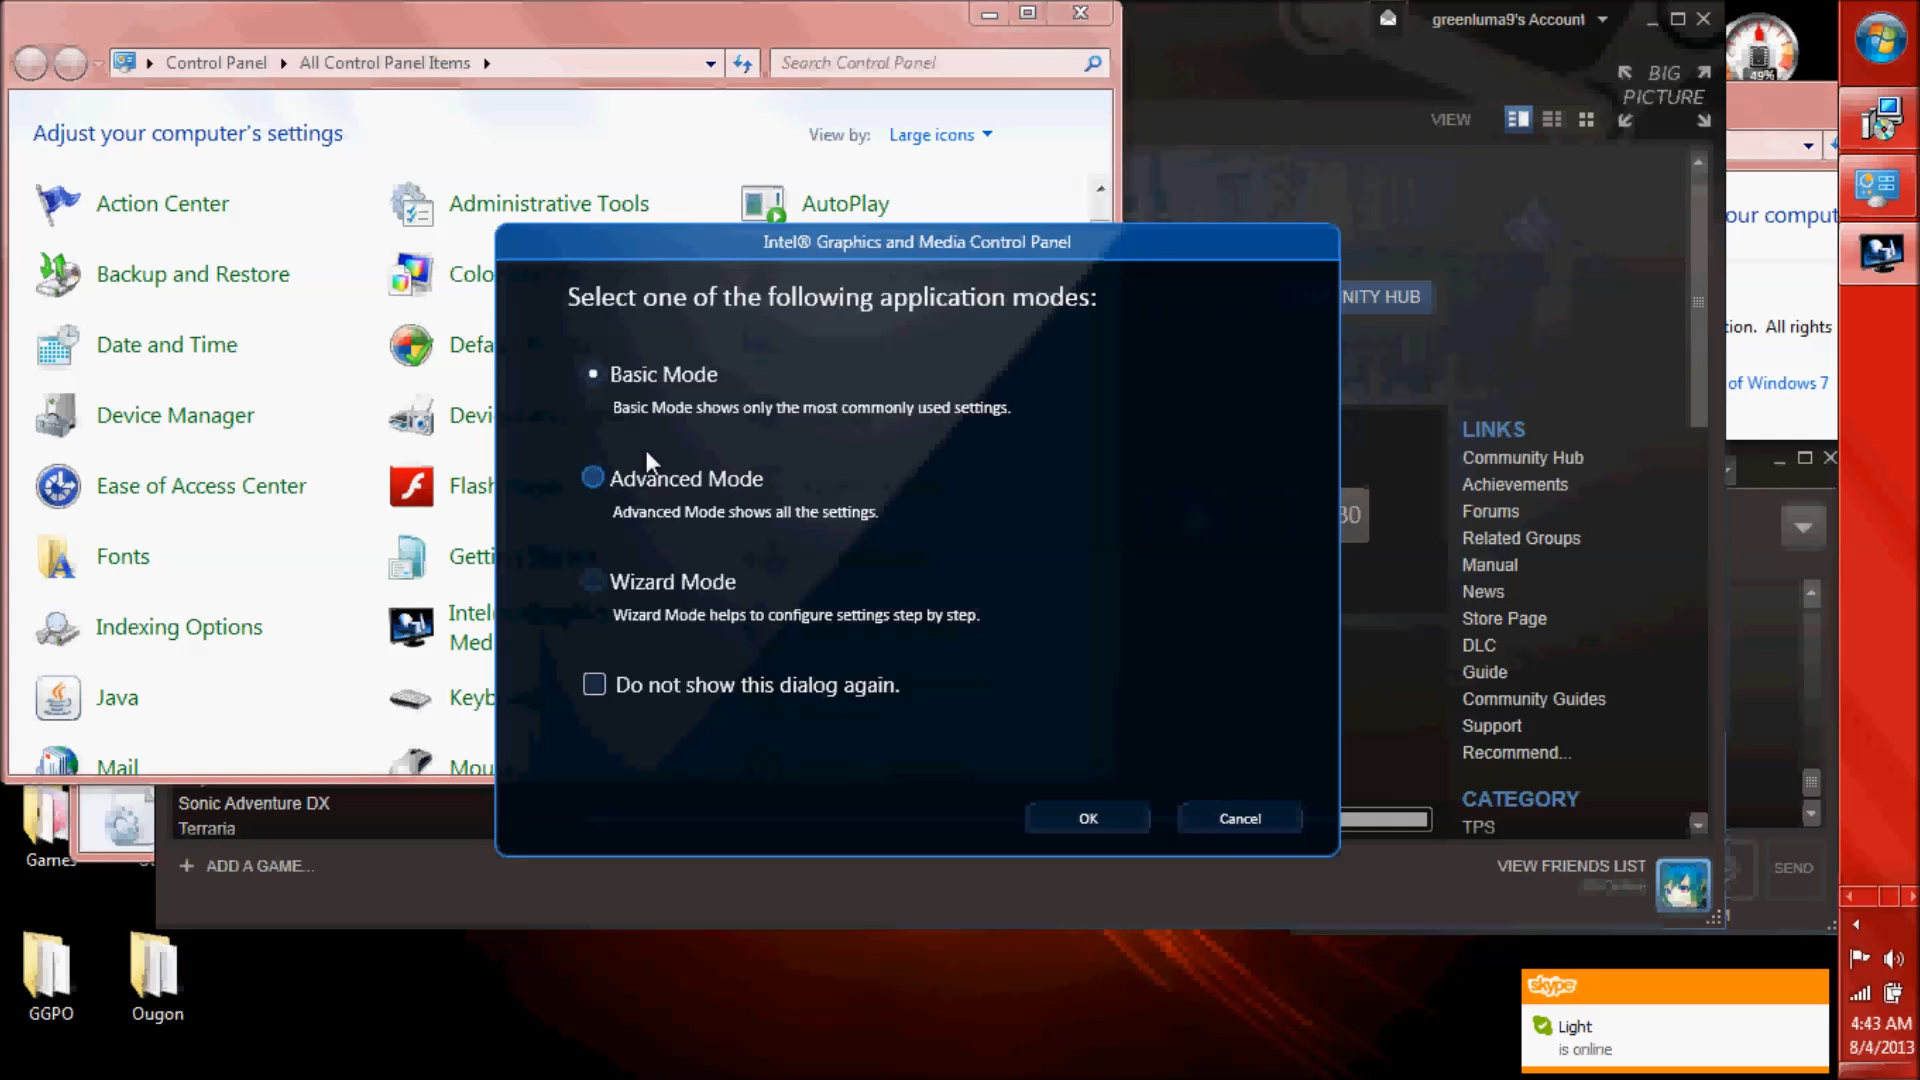 Control Panel
All Control Panel Items
Search Control Panel
Adjust your computer's settings
View by:
Large icons
Action Center
Administrative Tools
AutoPlay
Backup and Restore
Colo
Date and Time
Defa
Device Manager
Devi
Ease of Access Center
Flash
Fonts
Getti
Indexing Options
Intel
Med
Java
Keyb
Mail
Mou
Intel® Graphics and Media Control Panel
Select one of the following application modes:
Basic Mode
Basic Mode shows only the most commonly used settings.
Advanced Mode
Advanced Mode shows all the settings.
Wizard Mode
Wizard Mode helps to configure settings step by step.
Do not show this dialog again.
OK
Cancel
greenluma9's Account
BIG
PICTURE
VIEW
49%
our comput
NITY HUB
tion. All rights
of Windows 7
LINKS
Community Hub
Achievements
Forums
Related Groups
Manual
News
Store Page
DLC
Guide
Community Guides
Support
Recommend...
CATEGORY
TPS
Sonic Adventure DX
Terraria
+ ADD A GAME...
VIEW FRIENDS LIST
SEND
Games
GGPO
Ougon
skype
Light
is online
4:43 AM
8/4/2013